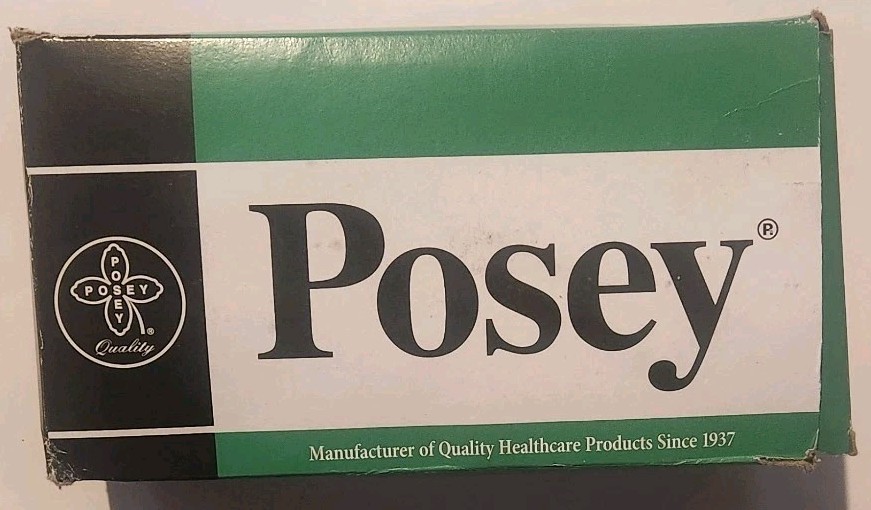 Posey®
POSEY
POSEY
®
Quality
Manufacturer of Quality Healthcare Products Since 1937